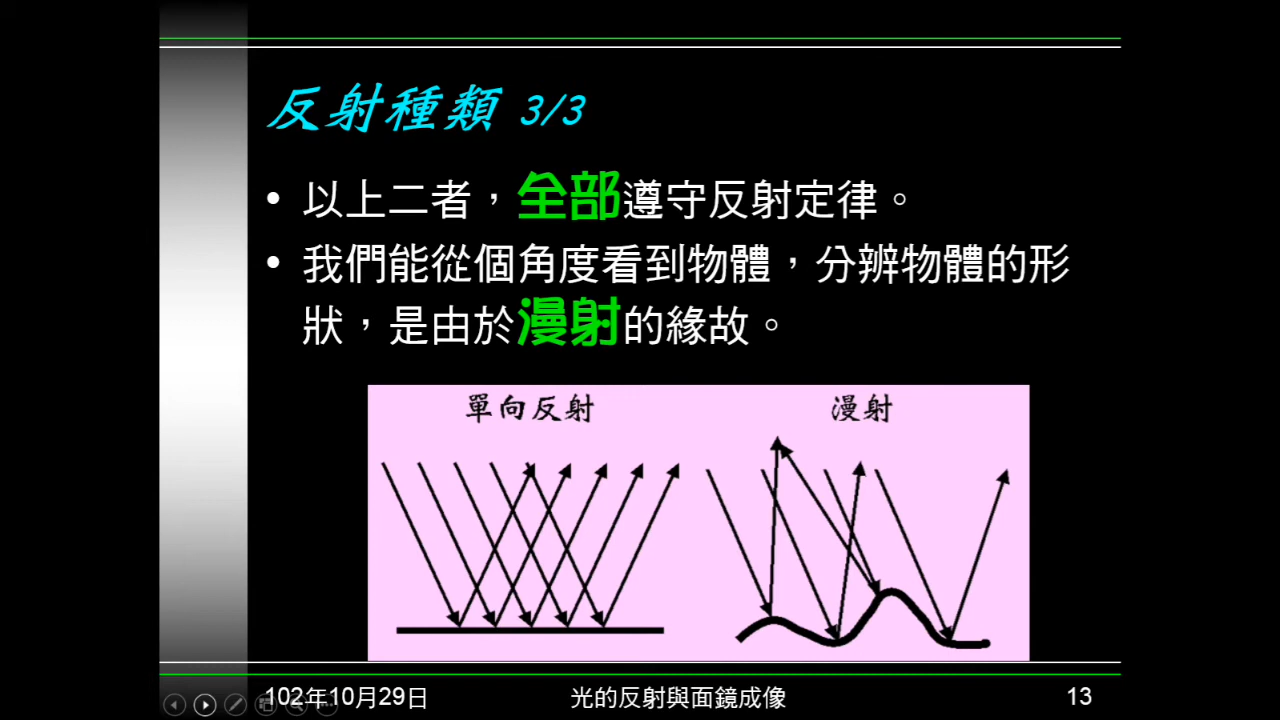 反射種類 3/3
• 以上二者，全部遵守反射定律。
• 我們能從個角度看到物體，分辨物體的形
狀，是由於漫射的緣故。
單向反射
漫射
102年10月29日
光的反射與面鏡成像
13